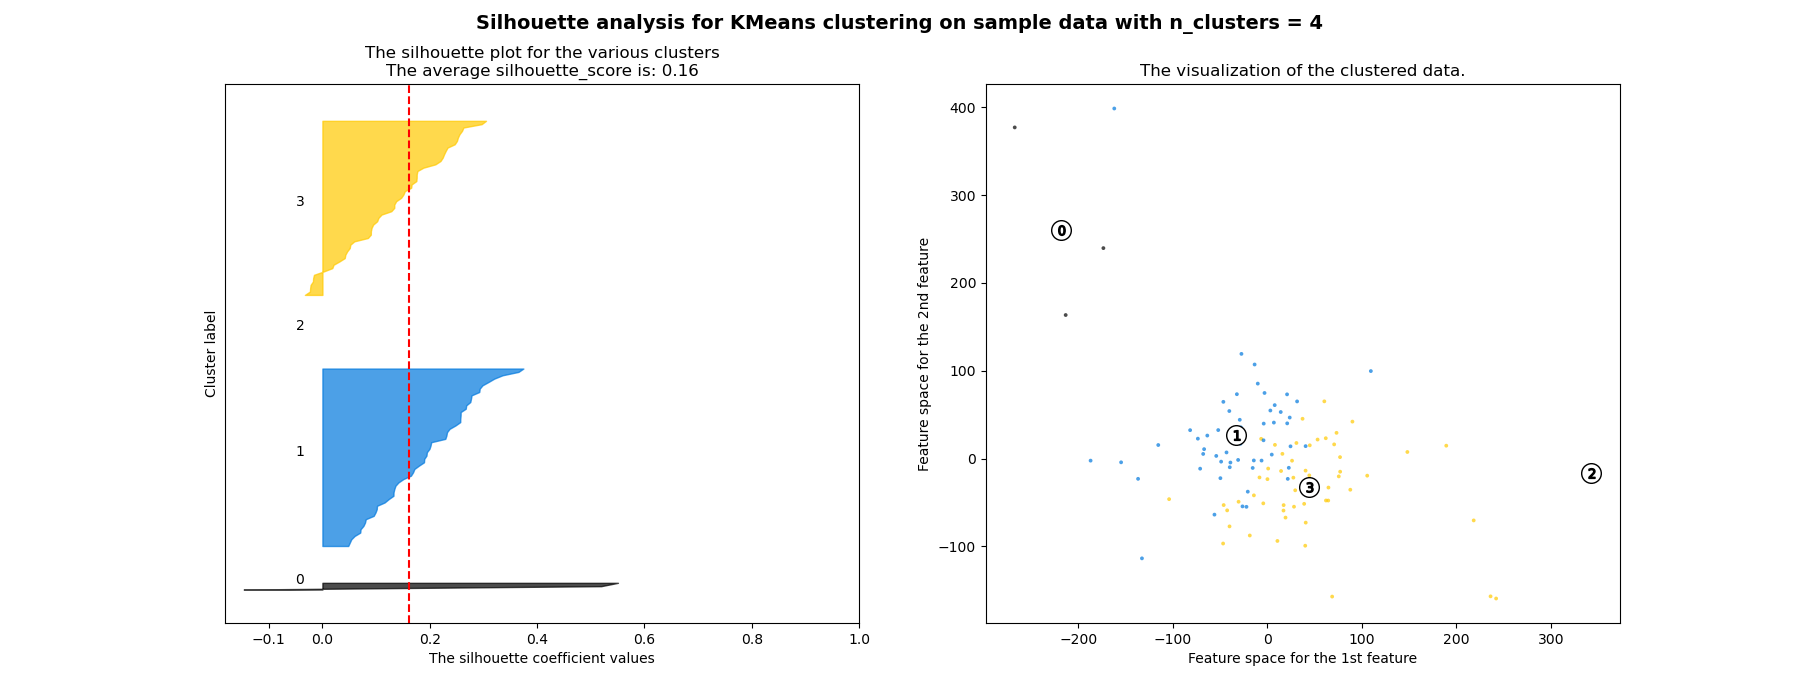 Silhouette analysis for KMeans clustering on sample data with n_clusters = 4
The silhouette plot for the various clusters
The average silhouette_score is: 0.16
Cluster label
3
2
1
0
−0.1 0.0 0.2 0.4 0.6 0.8 1.0
The silhouette coefficient values
The visualization of the clustered data.
Feature space for the 2nd feature
400
300
200
100
0
−100
0
1
2
3
−200 −100 0 100 200 300
Feature space for the 1st feature